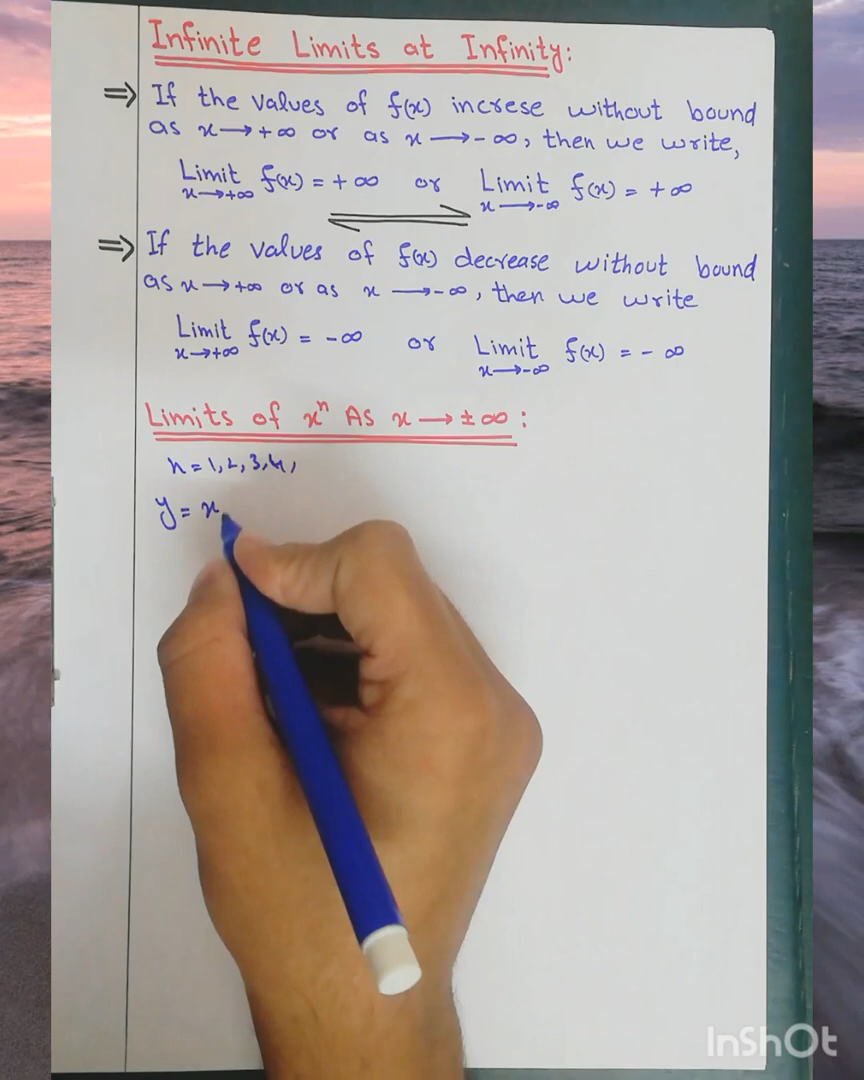 Infinite Limits at Infinity:
⇒ If the values of f(x) increse without bound
as x→+∞ or as x→-∞, then we write,
Limit f(x) = +∞ or Limit f(x) = +∞
x→+∞ x→-∞
⇒ If the values of f(x) decrease without bound
as x→+∞ or as x→-∞, then we write
Limit f(x) = -∞ or Limit f(x) = -∞
x→+∞ x→-∞
Limits of xⁿ As x→±∞:
n=1,2,3,4,
y=x
InShOt